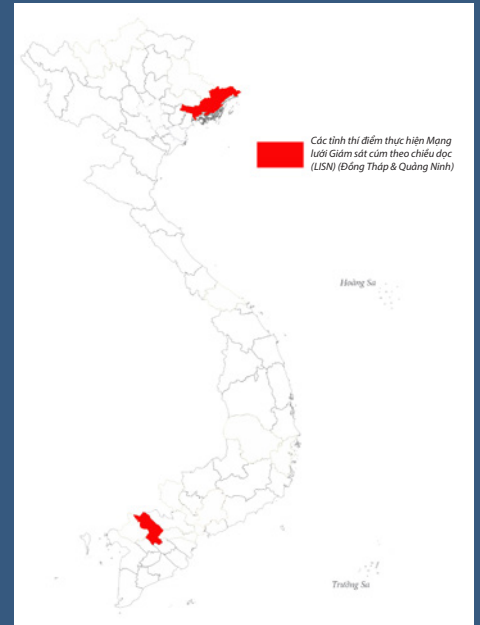 Các tỉnh thí điểm thực hiện Mạng
lưới Giám sát cúm theo chiều dọc
(LISN) (Đồng Tháp & Quảng Ninh)
Hoàng Sa
Trường Sa